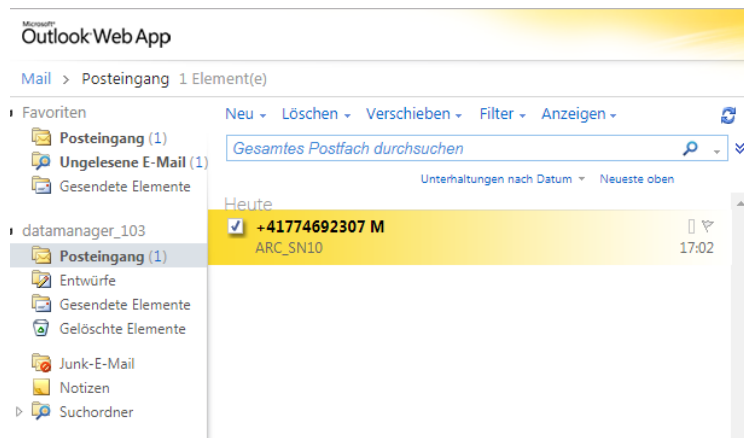 Microsoft®
Outlook Web App
Mail > Posteingang 1 Element(e)
Favoriten
Posteingang (1)
Ungelesene E-Mail (1)
Gesendete Elemente
datamanager_103
Posteingang (1)
Entwürfe
Gesendete Elemente
Gelöschte Elemente
Junk-E-Mail
Notizen
Suchordner
Neu Löschen Verschieben Filter Anzeigen
Gesamtes Postfach durchsuchen
Unterhaltungen nach Datum Neueste oben
Heute
+41774692307 M
ARC_SN10 17:02